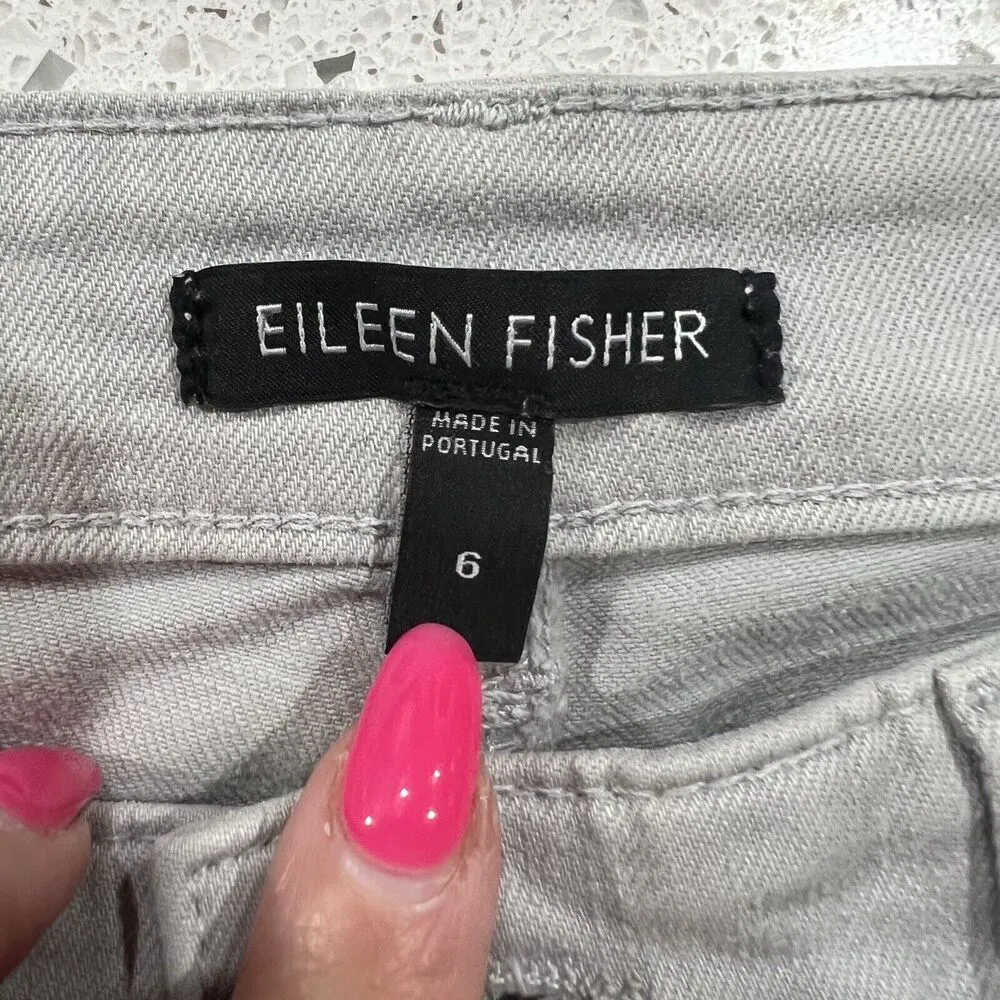 EILEEN FISHER
MADE IN
PORTUGAL
6